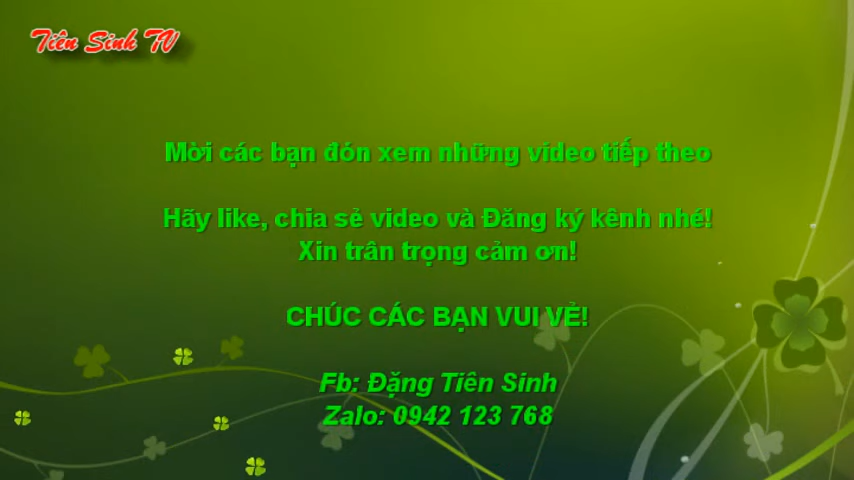 Tiên Sinh TV
Mời các bạn đón xem những video tiếp theo
Hãy like, chia sẻ video và Đăng ký kênh nhé!
Xin trân trọng cảm ơn!
CHÚC CÁC BẠN VUI VẺ!
Fb: Đặng Tiên Sinh
Zalo: 0942 123 768